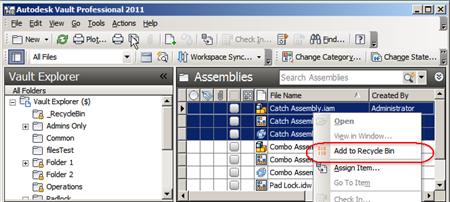 Autodesk Vault Professional 2011
File Edit View Go Tools Actions Help
New Plot... Check In... Find...
All Files Workspace Sync... Change Category... Change State...
Vault Explorer
All Folders
Vault Explorer ($)
_RecycleBin
Admins Only
Common
filesTest
Folder 1
Folder 2
Operations
Padlock
Assemblies
Search Assemblies
File Name Created By
Catch Assembly.iam Administrator
Catch Asse
Catch Asse
Combo Asse
Combo Asse
Combo Asse
Pad Lock.idw
Open
View in Window...
Add to Recycle Bin
Assign Item...
Go To Item
Check In...